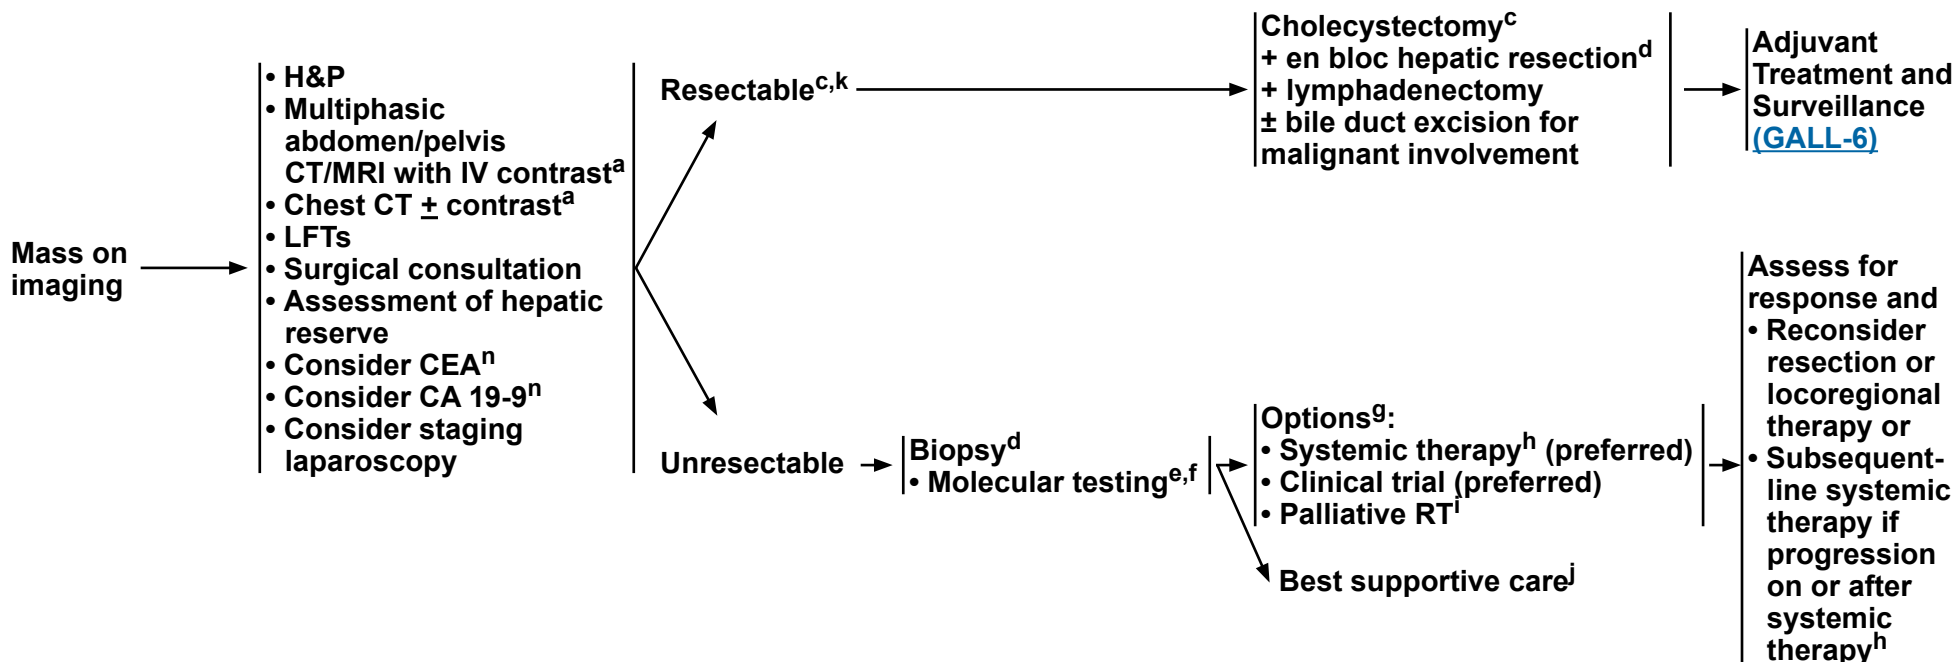 Mass on
imaging
• H&P
• Multiphasic
abdomen/pelvis
CT/MRI with IV contrastᵃ
• Chest CT ± contrastᵃ
• LFTs
• Surgical consultation
• Assessment of hepatic
reserve
• Consider CEAⁿ
• Consider CA 19-9ⁿ
• Consider staging
laparoscopy
Resectableᶜ,ᵏ
Cholecystectomyᶜ
+ en bloc hepatic resectionᵈ
+ lymphadenectomy
± bile duct excision for
malignant involvement
Adjuvant
Treatment and
Surveillance
(GALL-6)
Unresectable
Biopsyᵈ
• Molecular testingᵉ,ᶠ
Optionsᵍ:
• Systemic therapyʰ (preferred)
• Clinical trial (preferred)
• Palliative RTⁱ
Best supportive careʲ
Assess for
response and
• Reconsider
resection or
locoregional
therapy or
• Subsequent-
line systemic
therapy if
progression
on or after
systemic
therapyʰ